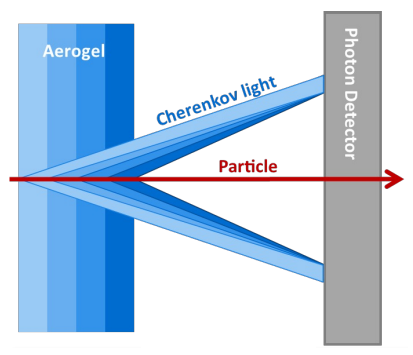 Aerogel
Cherenkov light
Particle
Photon Detector